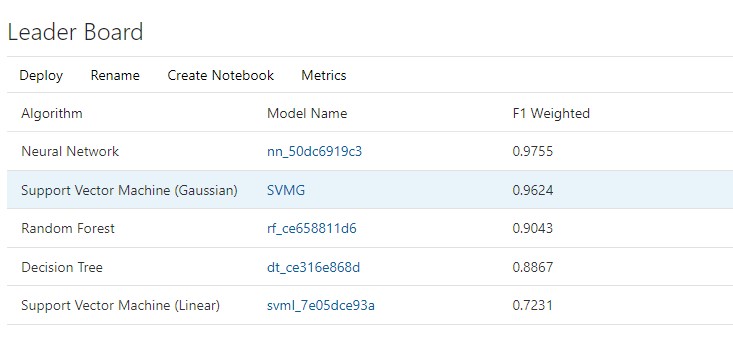 Leader Board
Deploy Rename Create Notebook Metrics
Algorithm Model Name F1 Weighted
Neural Network nn_50dc6919c3 0.9755
Support Vector Machine (Gaussian) SVMG 0.9624
Random Forest rf_ce658811d6 0.9043
Decision Tree dt_ce316e868d 0.8867
Support Vector Machine (Linear) svml_7e05dce93a 0.7231